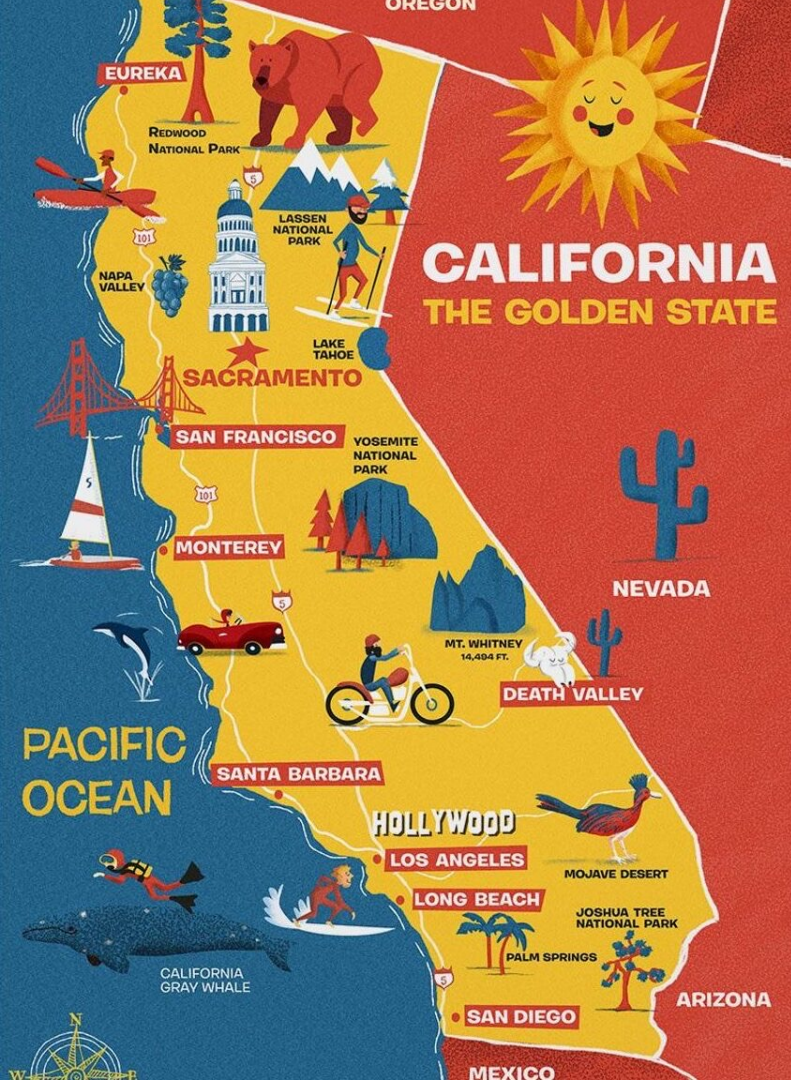 OREGON
EUREKA
REDWOOD
NATIONAL PARK
5
LASSEN
NATIONAL
PARK
101
NAPA
VALLEY
CALIFORNIA
THE GOLDEN STATE
LAKE
TAHOE
SACRAMENTO
SAN FRANCISCO
YOSEMITE
NATIONAL
PARK
5
101
MONTEREY
NEVADA
5
MT. WHITNEY
14,494 FT.
DEATH VALLEY
PACIFIC
OCEAN
SANTA BARBARA
HOLLYWOOD
LOS ANGELES
MOJAVE DESERT
LONG BEACH
JOSHUA TREE
NATIONAL PARK
PALM SPRINGS
CALIFORNIA
GRAY WHALE
5
ARIZONA
SAN DIEGO
N
W E
MEXICO